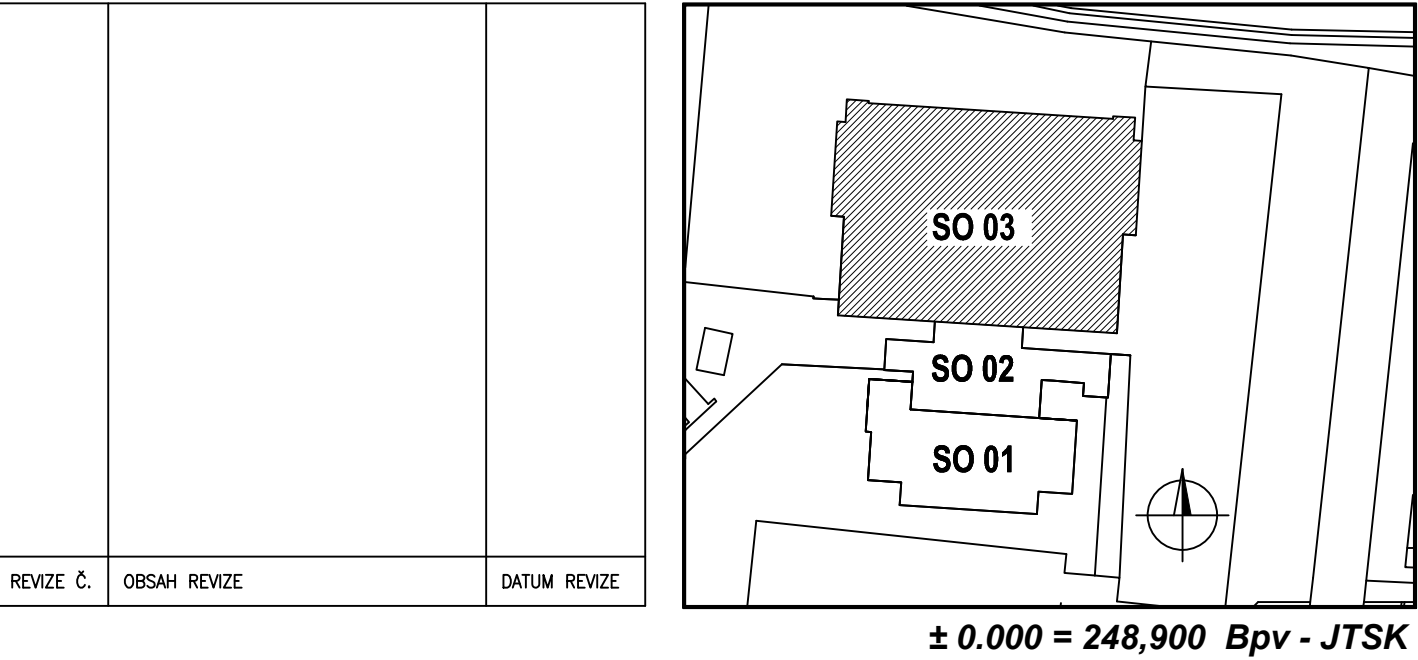 SO 03
SO 02
SO 01
REVIZE Č. OBSAH REVIZE DATUM REVIZE
± 0.000 = 248,900 Bpv - JTSK